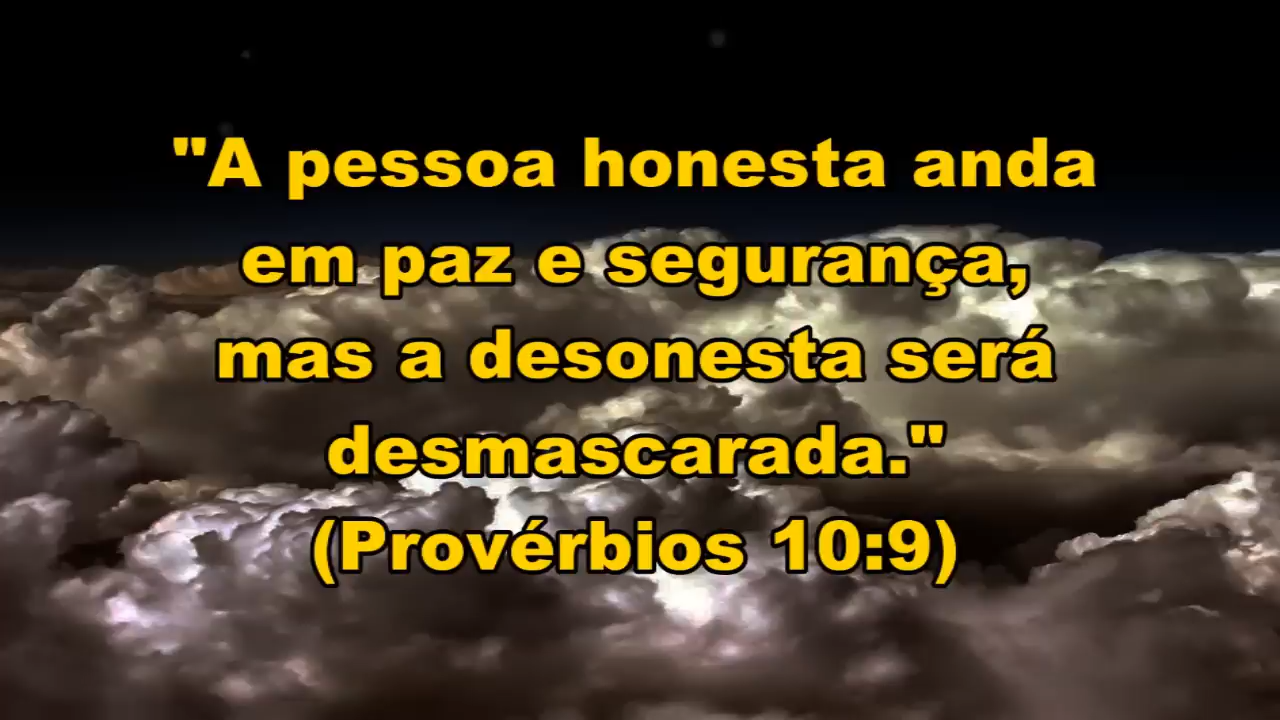 "A pessoa honesta anda
em paz e segurança,
mas a desonesta será
desmascarada."
(Provérbios 10:9)